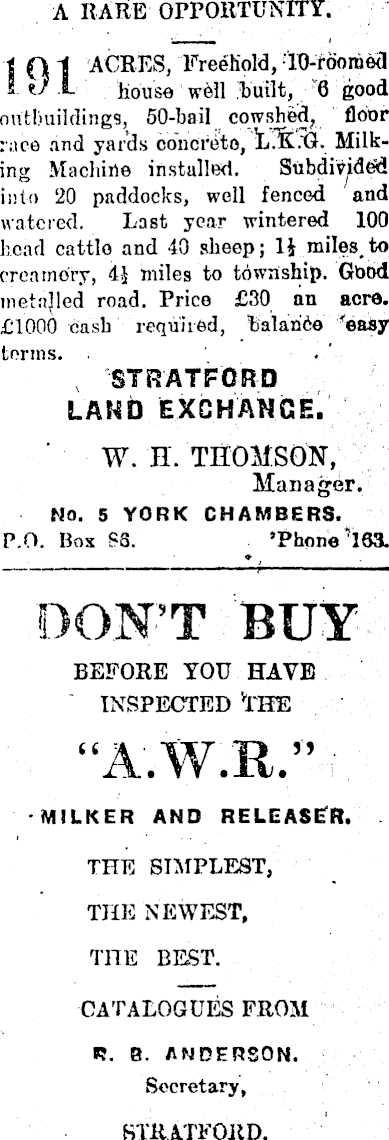 A RARE OPPORTUNITY.
191 ACRES, Freehold, 10-roomed
house well built, 6 good
outbuildings, 50-bail cowshed, floor
race and yards concrete, L.K.G. Milk-
ing Machine installed. Subdivided
into 20 paddocks, well fenced and
watered. Last year wintered 100
head cattle and 40 sheep; 1½ miles to
creamery, 4½ miles to township. Good
metalled road. Price £30 an acre.
£1000 cash required, balance easy
terms.
STRATFORD
LAND EXCHANGE.
W. H. THOMSON,
Manager.
No. 5 YORK CHAMBERS.
P.O. Box 86. 'Phone 163.
DON'T BUY
BEFORE YOU HAVE
INSPECTED THE
"A.W.R."
MILKER AND RELEASER.
THE SIMPLEST,
THE NEWEST,
THE BEST.
CATALOGUES FROM
R. B. ANDERSON.
Secretary,
STRATFORD.